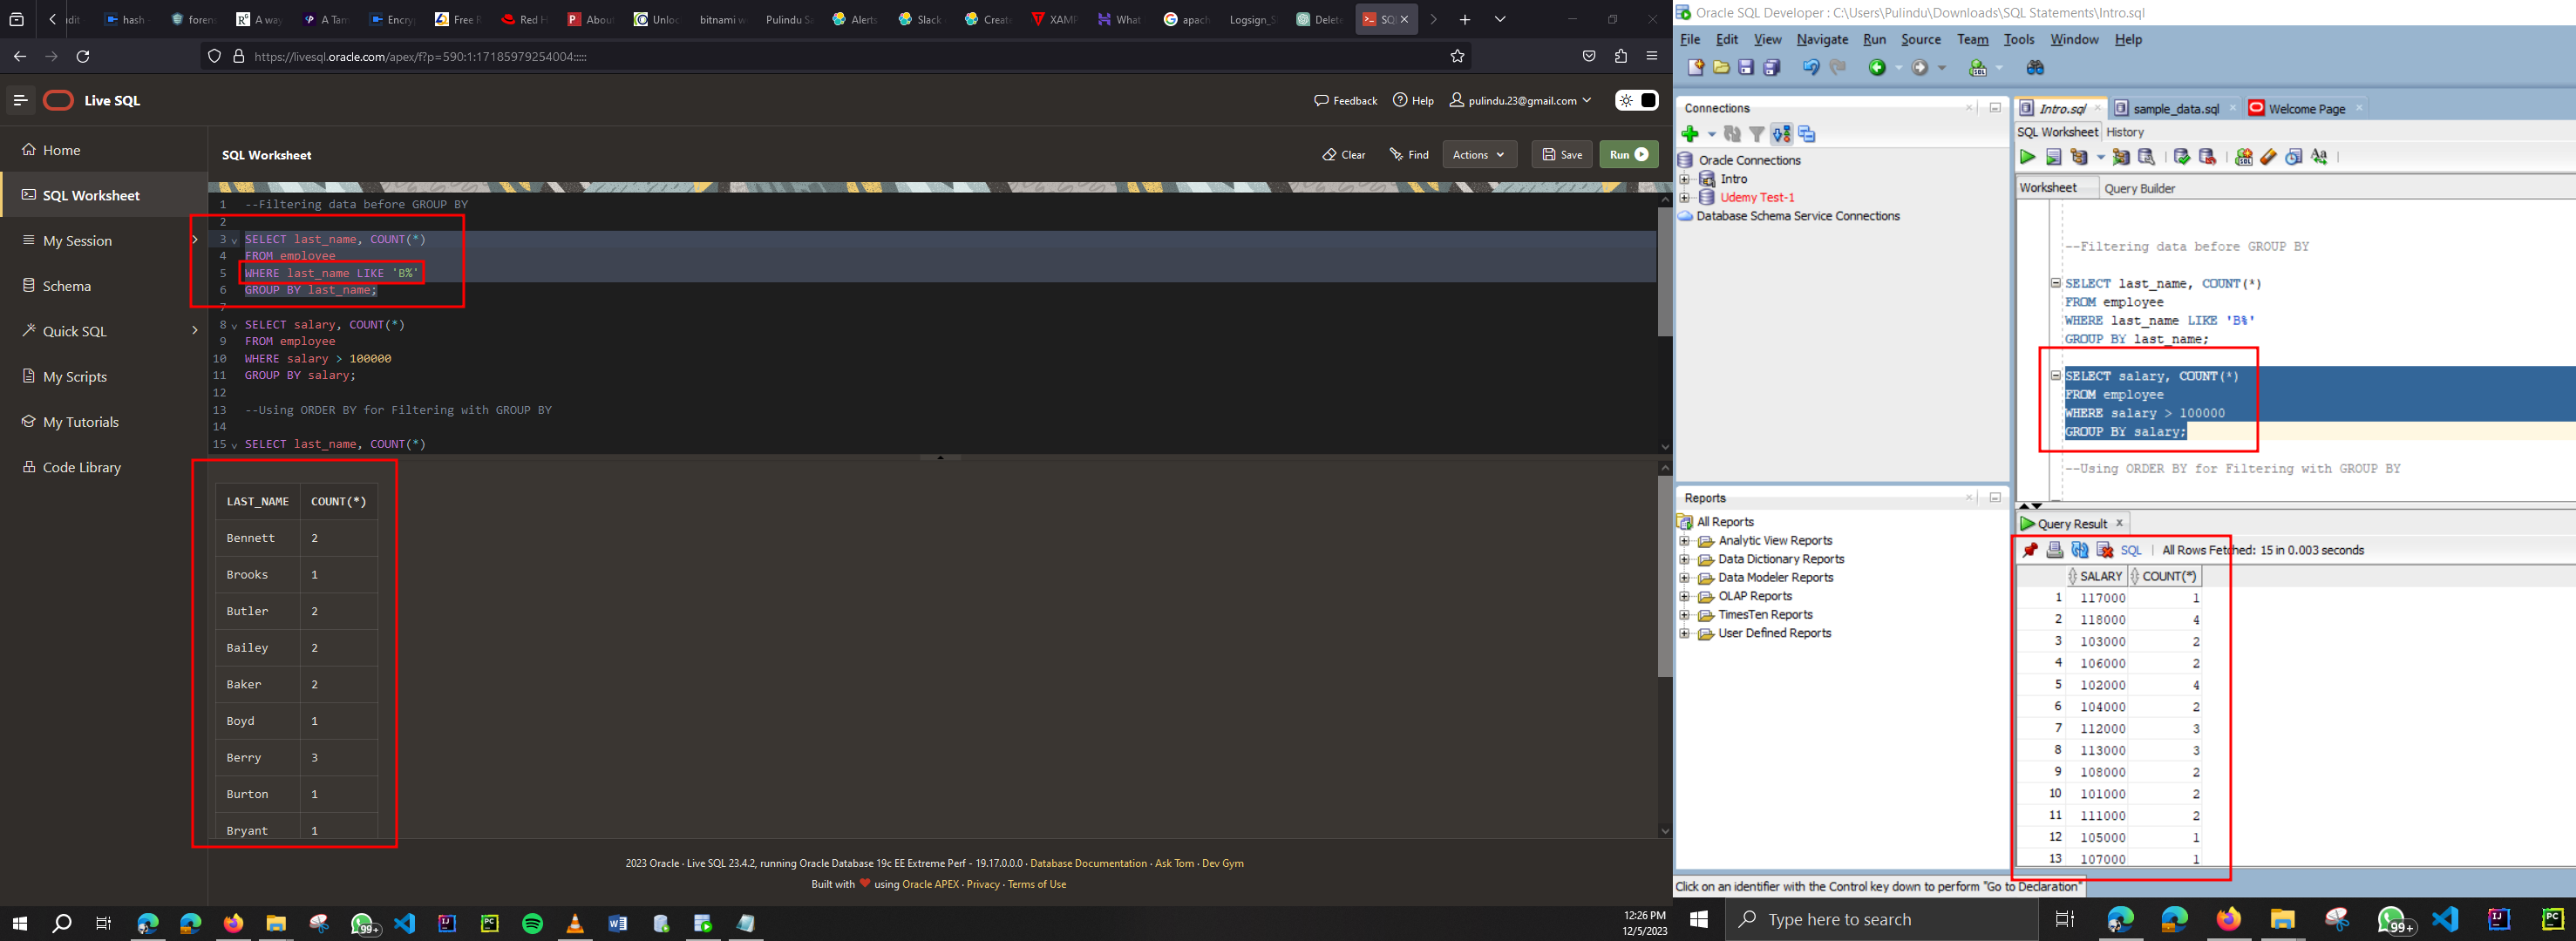 udit
hash
foren
A way
A Tam
Encry
Free R
Red H
About
Unloc
bitnami w
Pulindu Sa
Alerts
Slack
Create
XAMP
What
apach
Logsign_S
Delete
SQL
https://livesql.oracle.com/apex/f?p=590:1:17185979254004:::::
Live SQL
Feedback
Help
pulindu.23@gmail.com
Home
SQL Worksheet
My Session
Schema
Quick SQL
My Scripts
My Tutorials
Code Library
SQL Worksheet
Clear
Find
Actions
Save
Run
1 --Filtering data before GROUP BY
2
3 SELECT last_name, COUNT(*)
4 FROM employee
5 WHERE last_name LIKE 'B%'
6 GROUP BY last_name;
7
8 SELECT salary, COUNT(*)
9 FROM employee
10 WHERE salary > 100000
11 GROUP BY salary;
12
13 --Using ORDER BY for Filtering with GROUP BY
14
15 SELECT last_name, COUNT(*)
LAST_NAME COUNT(*)
Bennett 2
Brooks 1
Butler 2
Bailey 2
Baker 2
Boyd 1
Berry 3
Burton 1
Bryant 1
2023 Oracle · Live SQL 23.4.2, running Oracle Database 19c EE Extreme Perf - 19.17.0.0.0 · Database Documentation · Ask Tom · Dev Gym
Built with ❤ using Oracle APEX · Privacy · Terms of Use
99+
12:26 PM
12/5/2023
Oracle SQL Developer : C:\Users\Pulindu\Downloads\SQL Statements\Intro.sql
File Edit View Navigate Run Source Team Tools Window Help
Connections
Oracle Connections
Intro
Udemy Test-1
Database Schema Service Connections
Reports
All Reports
Analytic View Reports
Data Dictionary Reports
Data Modeler Reports
OLAP Reports
TimesTen Reports
User Defined Reports
Intro.sql
sample_data.sql
Welcome Page
SQL Worksheet History
Worksheet Query Builder
--Filtering data before GROUP BY
SELECT last_name, COUNT(*)
FROM employee
WHERE last_name LIKE 'B%'
GROUP BY last_name;
SELECT salary, COUNT(*)
FROM employee
WHERE salary > 100000
GROUP BY salary;
--Using ORDER BY for Filtering with GROUP BY
Query Result
SQL | All Rows Fetched: 15 in 0.003 seconds
SALARY COUNT(*)
1 117000 1
2 118000 4
3 103000 2
4 106000 2
5 102000 4
6 104000 2
7 112000 3
8 113000 3
9 108000 2
10 101000 2
11 111000 2
12 105000 1
13 107000 1
Click on an identifier with the Control key down to perform "Go to Declaration"
Type here to search
99+